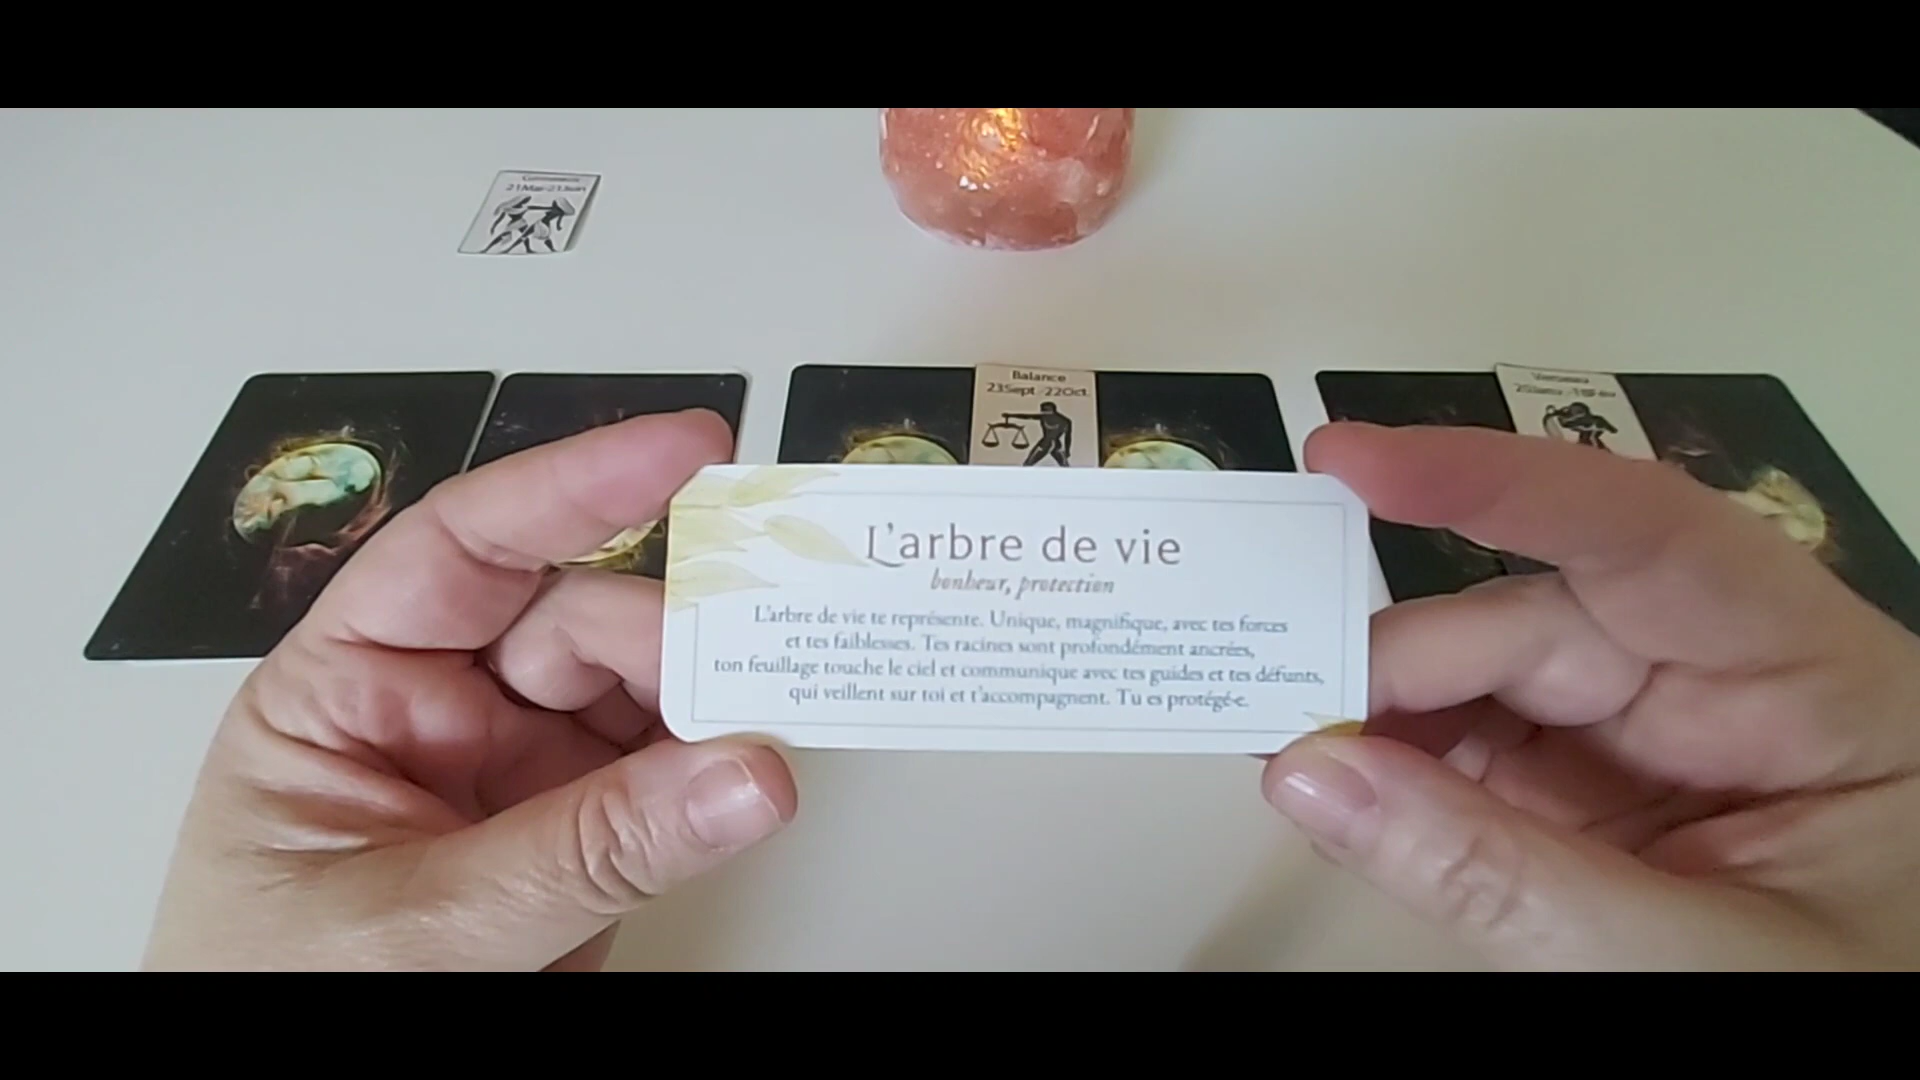 21Mai-21Juin
Balance
23Sept.-22Oct.
Verseau
L'arbre de vie
bonheur, protection
L'arbre de vie te représente. Unique, magnifique, avec tes forces
et tes faiblesses. Tes racines sont profondément ancrées,
ton feuillage touche le ciel et communique avec tes guides et tes défunts,
qui veillent sur toi et t'accompagnent. Tu es protégé·e.